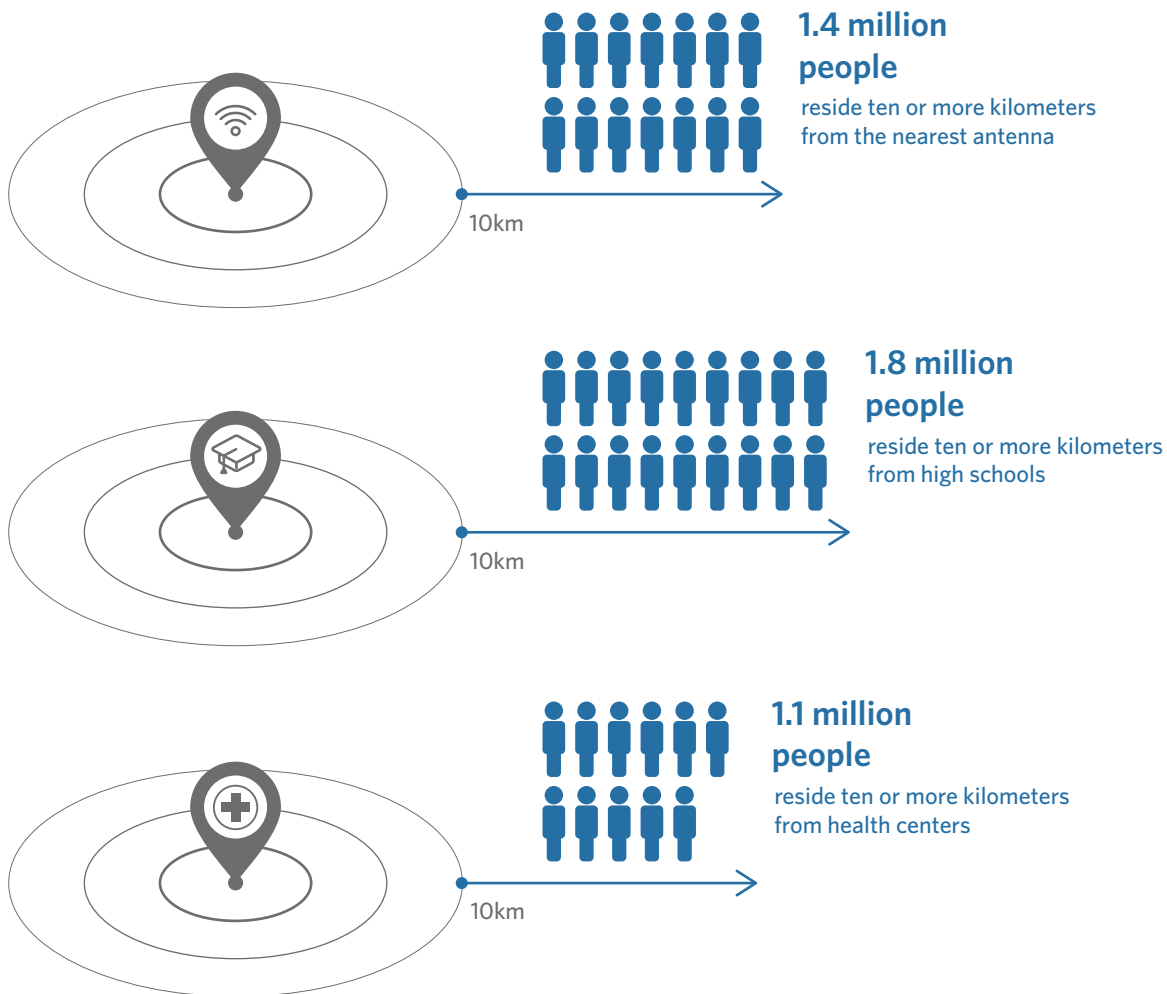 1.4 million
people
reside ten or more kilometers
from the nearest antenna
10km
1.8 million
people
reside ten or more kilometers
from high schools
10km
1.1 million
people
reside ten or more kilometers
from health centers
10km